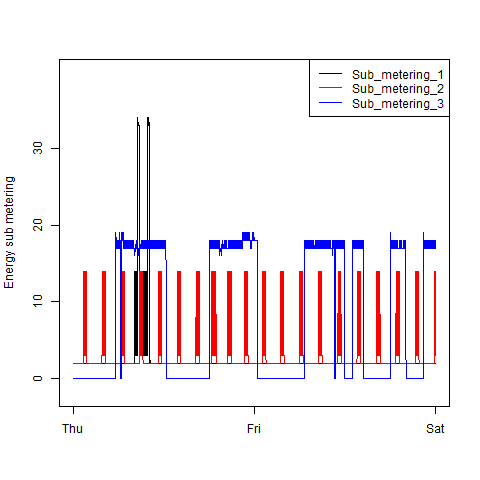 Sub_metering_1
Sub_metering_2
Sub_metering_3
Energy sub metering
30
20
10
0
Thu
Fri
Sat